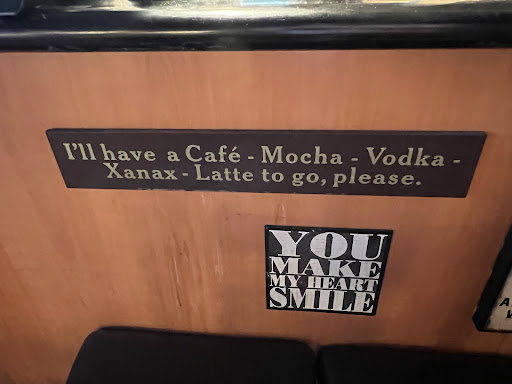 I'll have a Café - Mocha - Vodka -
Xanax - Latte to go, please.
YOU
MAKE
MY HEART
SMILE